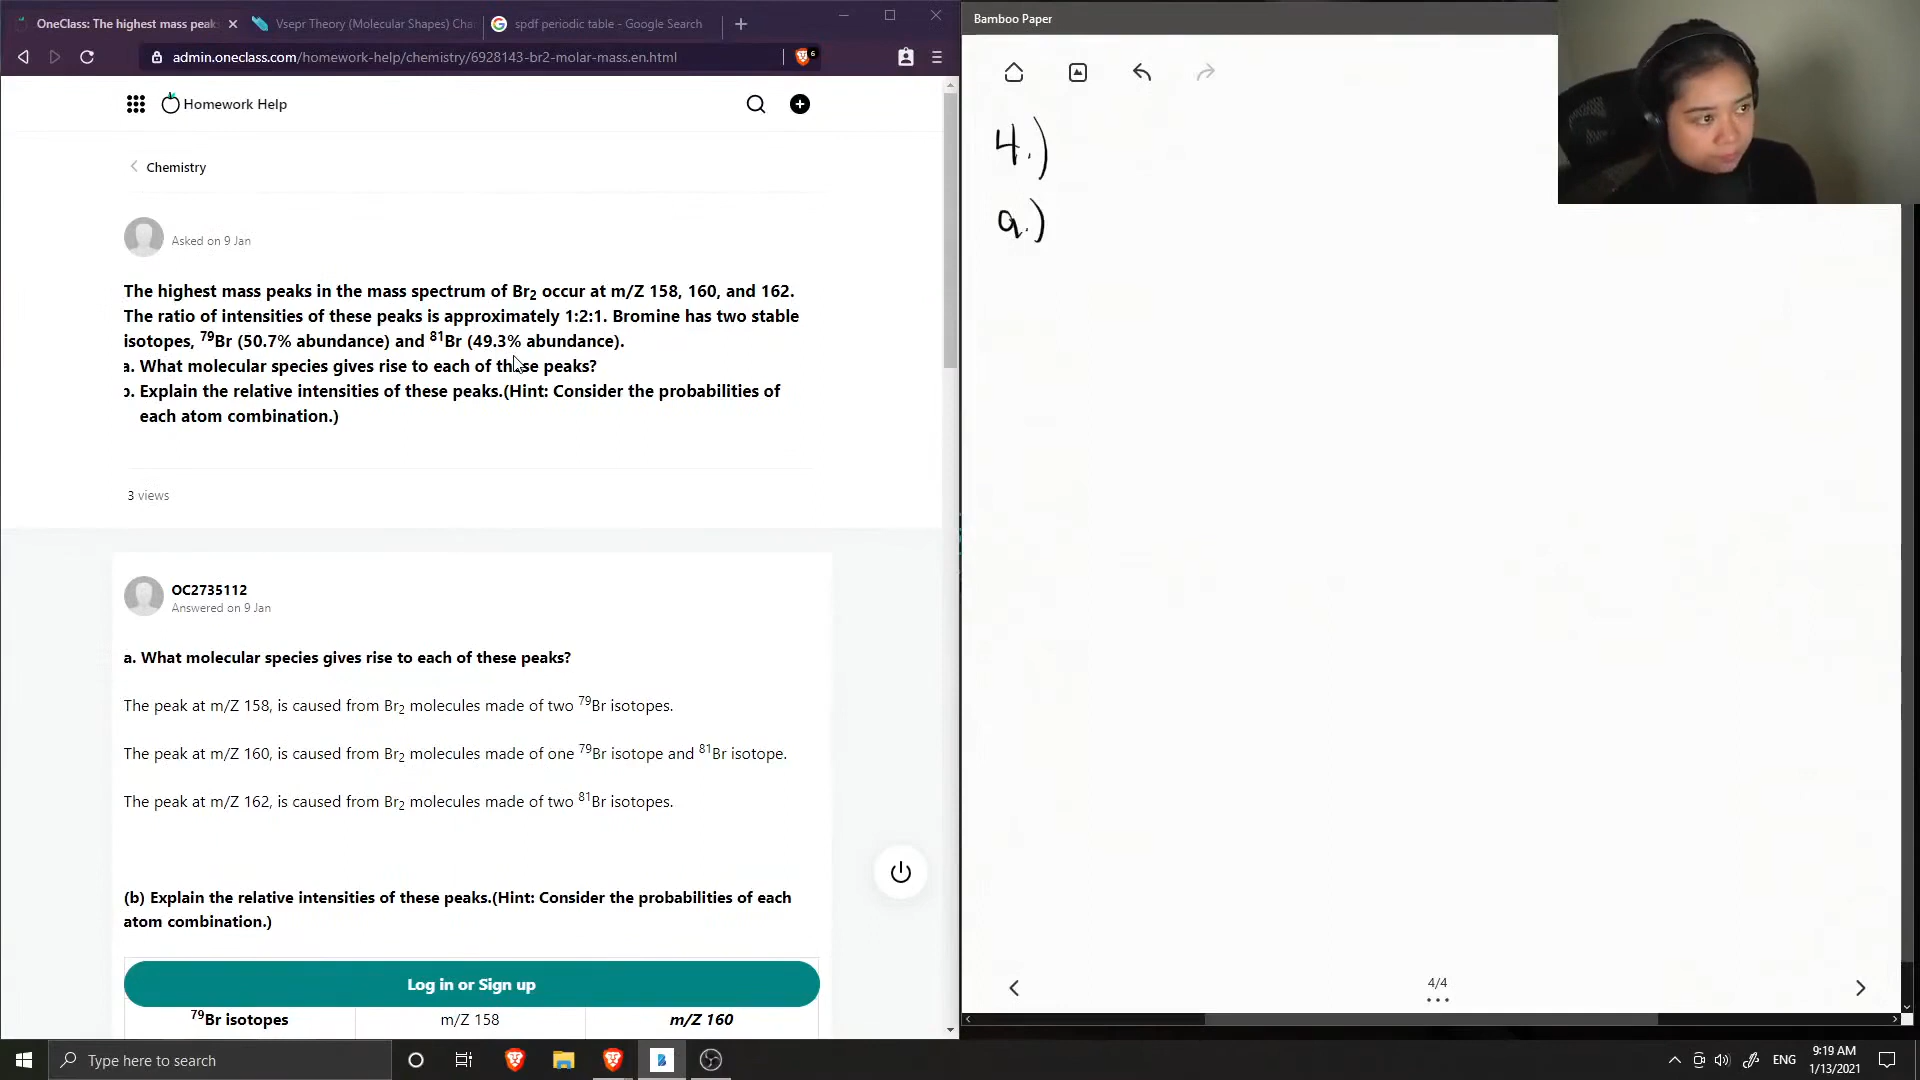 OneClass: The highest mass peak
Vsepr Theory (Molecular Shapes) Cha
spdf periodic table - Google Search
admin.oneclass.com/homework-help/chemistry/6928143-br2-molar-mass.en.html
6
Homework Help
Chemistry
Asked on 9 Jan
The highest mass peaks in the mass spectrum of Br₂ occur at m/Z 158, 160, and 162.
The ratio of intensities of these peaks is approximately 1:2:1. Bromine has two stable
isotopes, ⁷⁹Br (50.7% abundance) and ⁸¹Br (49.3% abundance).
a. What molecular species gives rise to each of these peaks?
b. Explain the relative intensities of these peaks.(Hint: Consider the probabilities of
each atom combination.)
3 views
OC2735112
Answered on 9 Jan
a. What molecular species gives rise to each of these peaks?
The peak at m/Z 158, is caused from Br₂ molecules made of two ⁷⁹Br isotopes.
The peak at m/Z 160, is caused from Br₂ molecules made of one ⁷⁹Br isotope and ⁸¹Br isotope.
The peak at m/Z 162, is caused from Br₂ molecules made of two ⁸¹Br isotopes.
(b) Explain the relative intensities of these peaks.(Hint: Consider the probabilities of each
atom combination.)
Log in or Sign up
⁷⁹Br isotopes m/Z 158 m/Z 160
Bamboo Paper
4.)
a.)
4/4
Type here to search
ENG
9:19 AM
1/13/2021